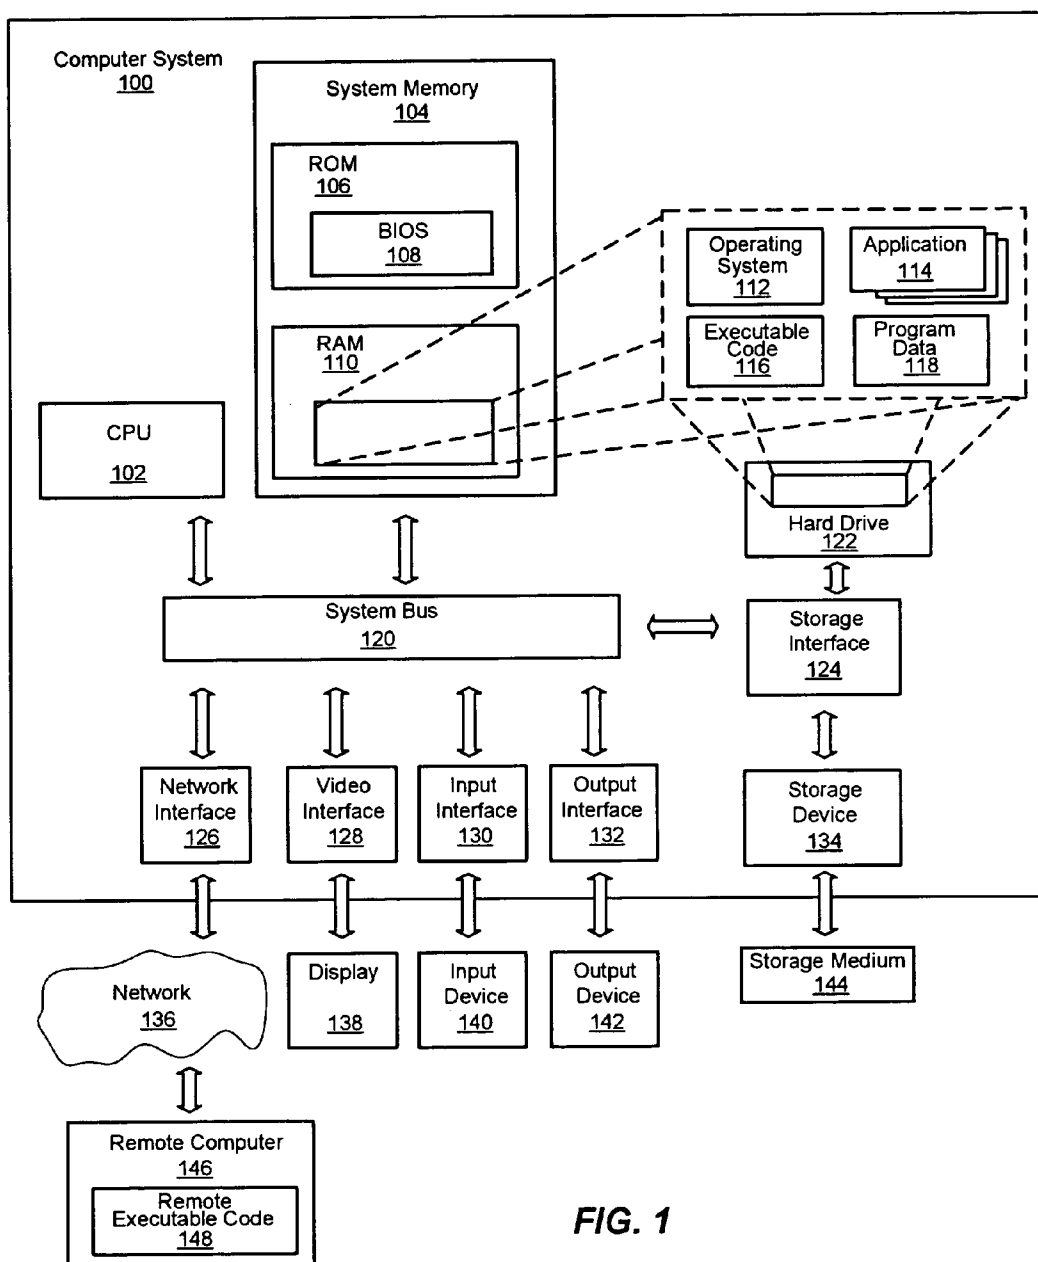 Computer System
100
System Memory
104
ROM
106
BIOS
108
RAM
110
Operating
System
112
Application
114
Executable
Code
116
Program
Data
118
CPU
102
Hard Drive
122
System Bus
120
Storage
Interface
124
Network
Interface
126
Video
Interface
128
Input
Interface
130
Output
Interface
132
Storage
Device
134
Network
136
Display
138
Input
Device
140
Output
Device
142
Storage Medium
144
Remote Computer
146
Remote
Executable Code
148
FIG. 1